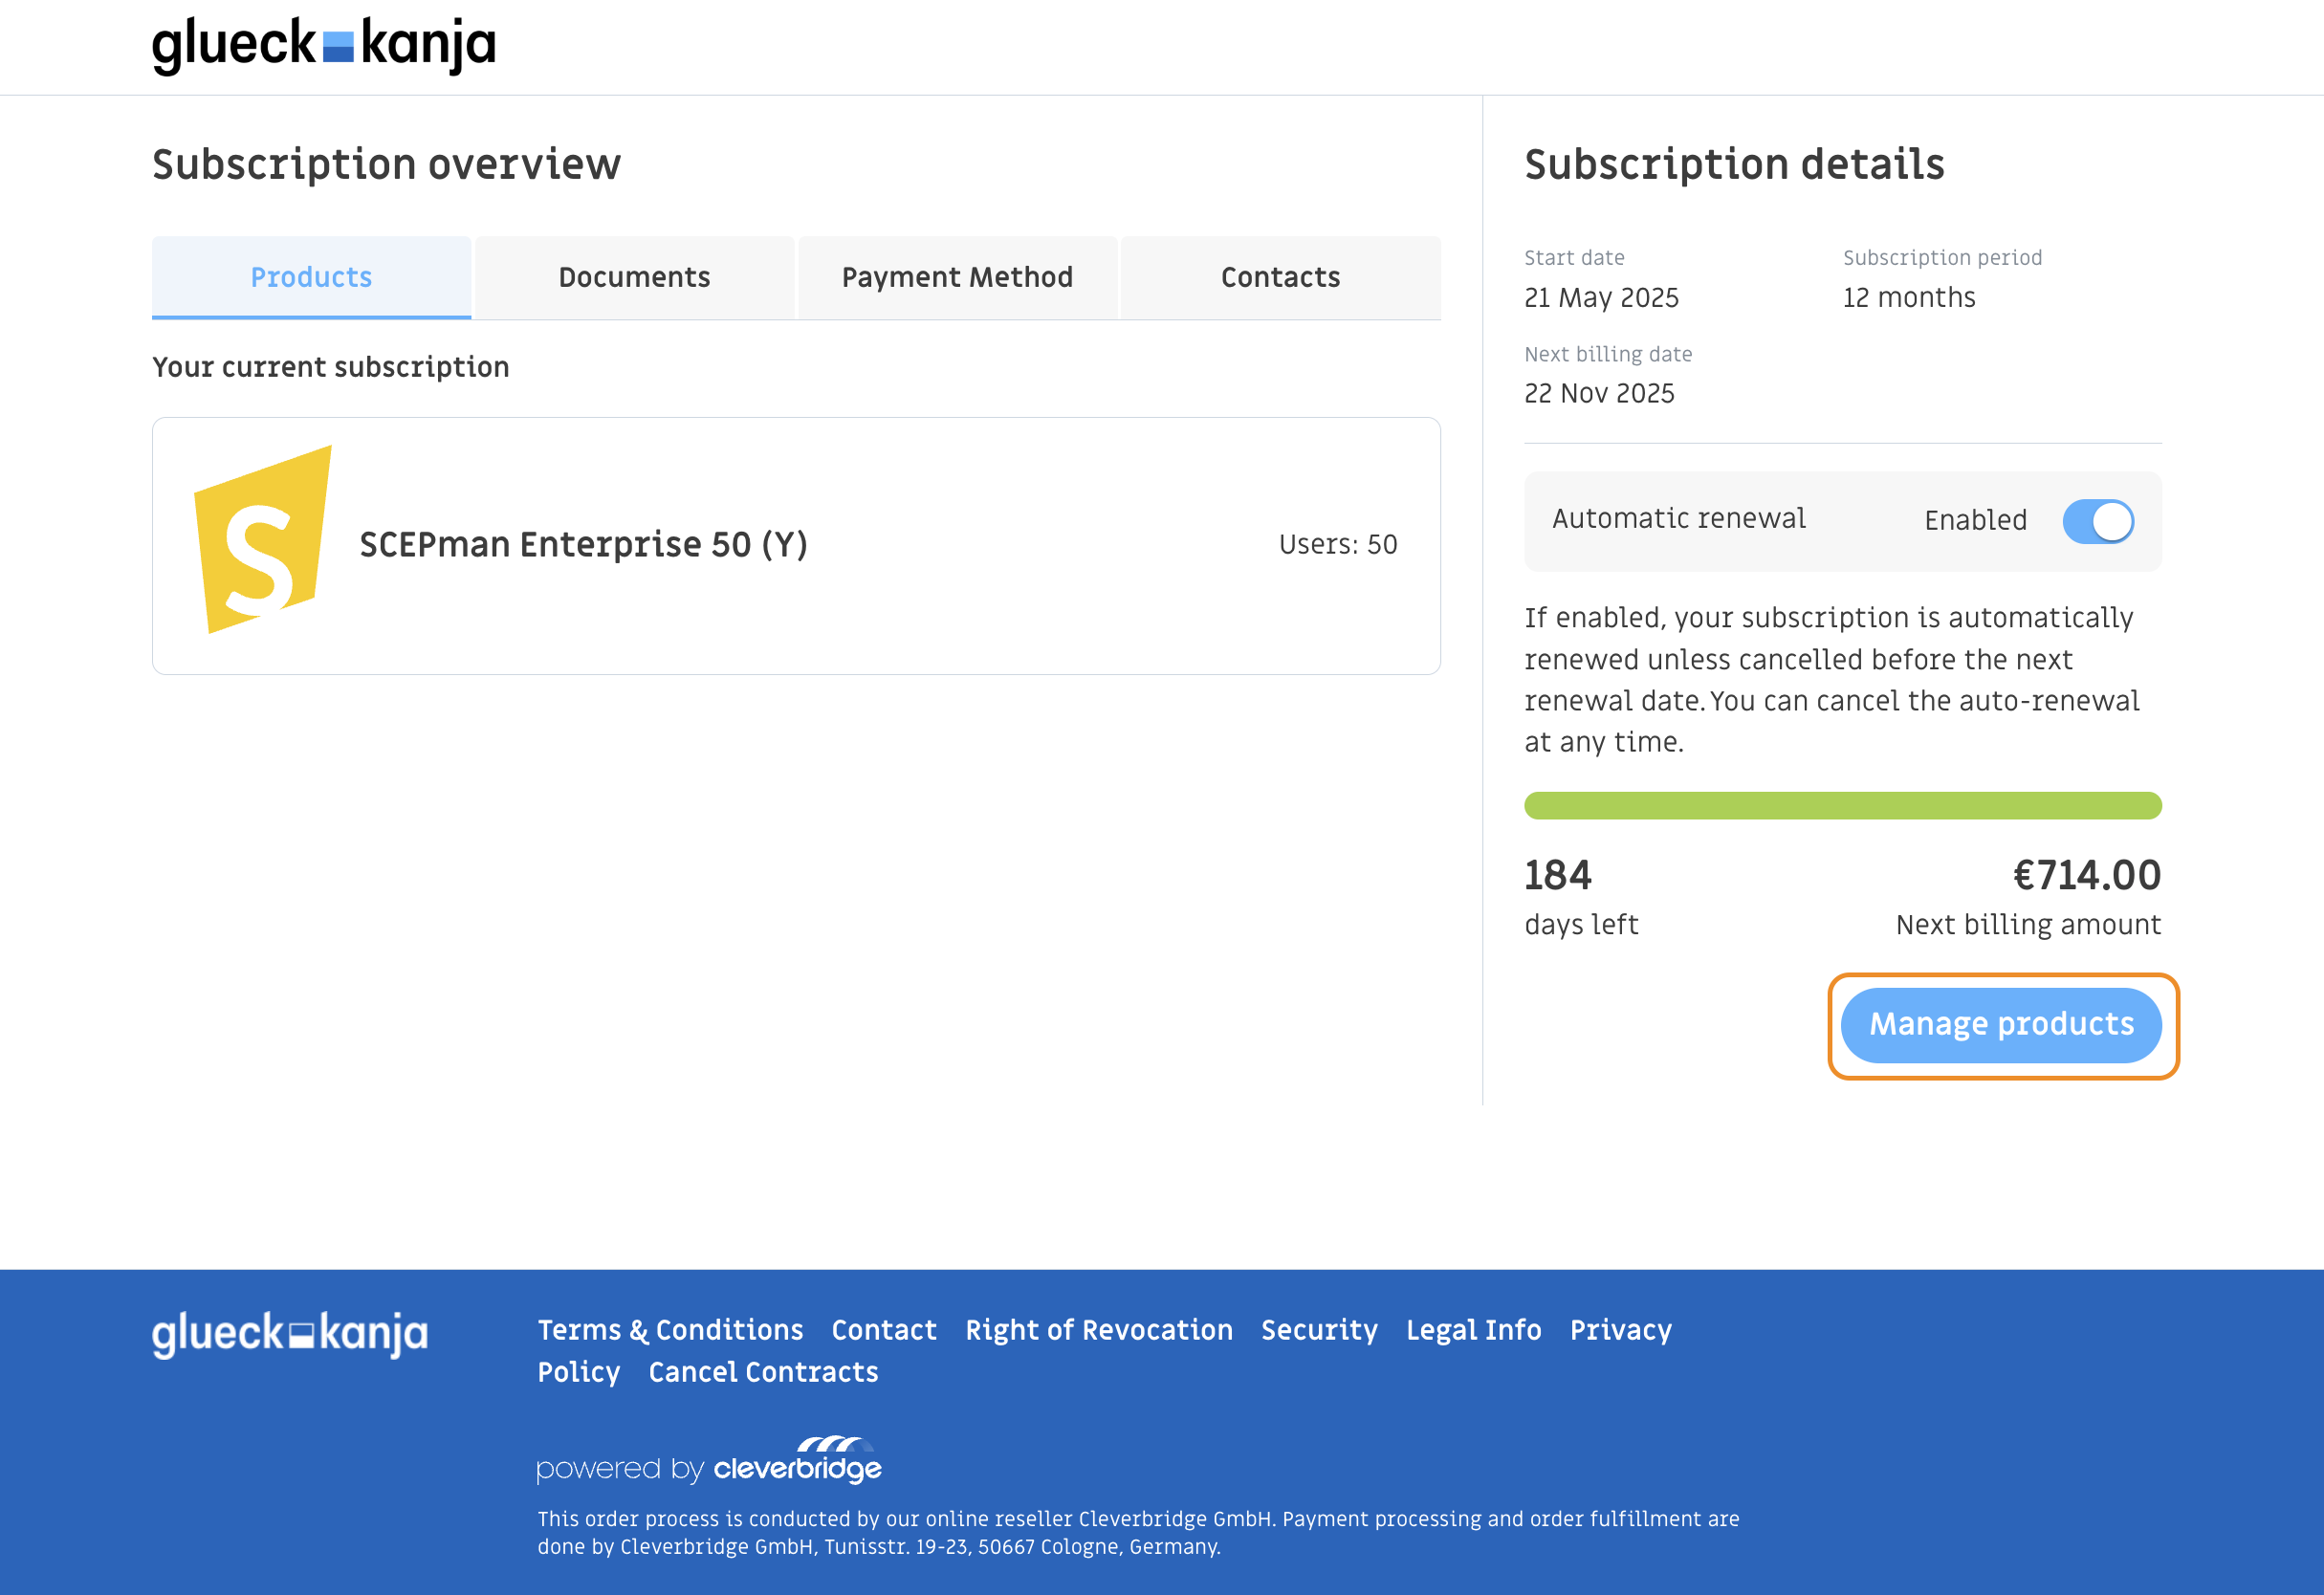 glueck kanja
Subscription overview
Products
Documents
Payment Method
Contacts
Your current subscription
S
SCEPman Enterprise 50 (Y)
Users: 50
Subscription details
Start date
21 May 2025
Subscription period
12 months
Next billing date
22 Nov 2025
Automatic renewal
Enabled
If enabled, your subscription is automatically
renewed unless cancelled before the next
renewal date. You can cancel the auto-renewal
at any time.
184
days left
€714.00
Next billing amount
Manage products
glueck kanja
Terms & Conditions Contact Right of Revocation Security Legal Info Privacy
Policy Cancel Contracts
powered by cleverbridge
This order process is conducted by our online reseller Cleverbridge GmbH. Payment processing and order fulfillment are
done by Cleverbridge GmbH, Tunisstr. 19-23, 50667 Cologne, Germany.